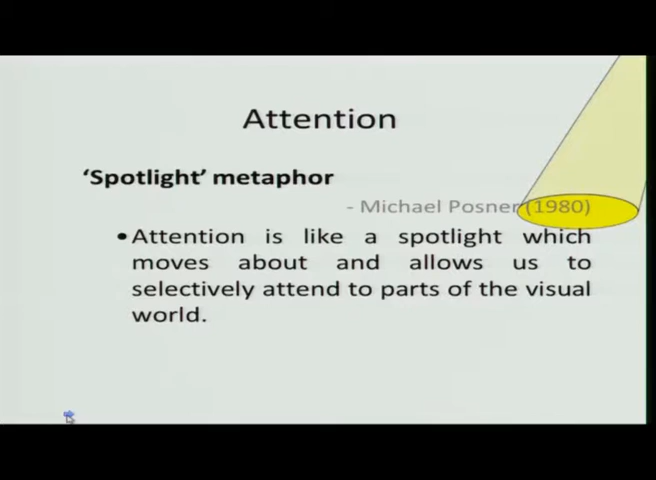 Attention
‘Spotlight’ metaphor
- Michael Posner (1980)
•Attention is like a spotlight which
moves about and allows us to
selectively attend to parts of the visual
world.